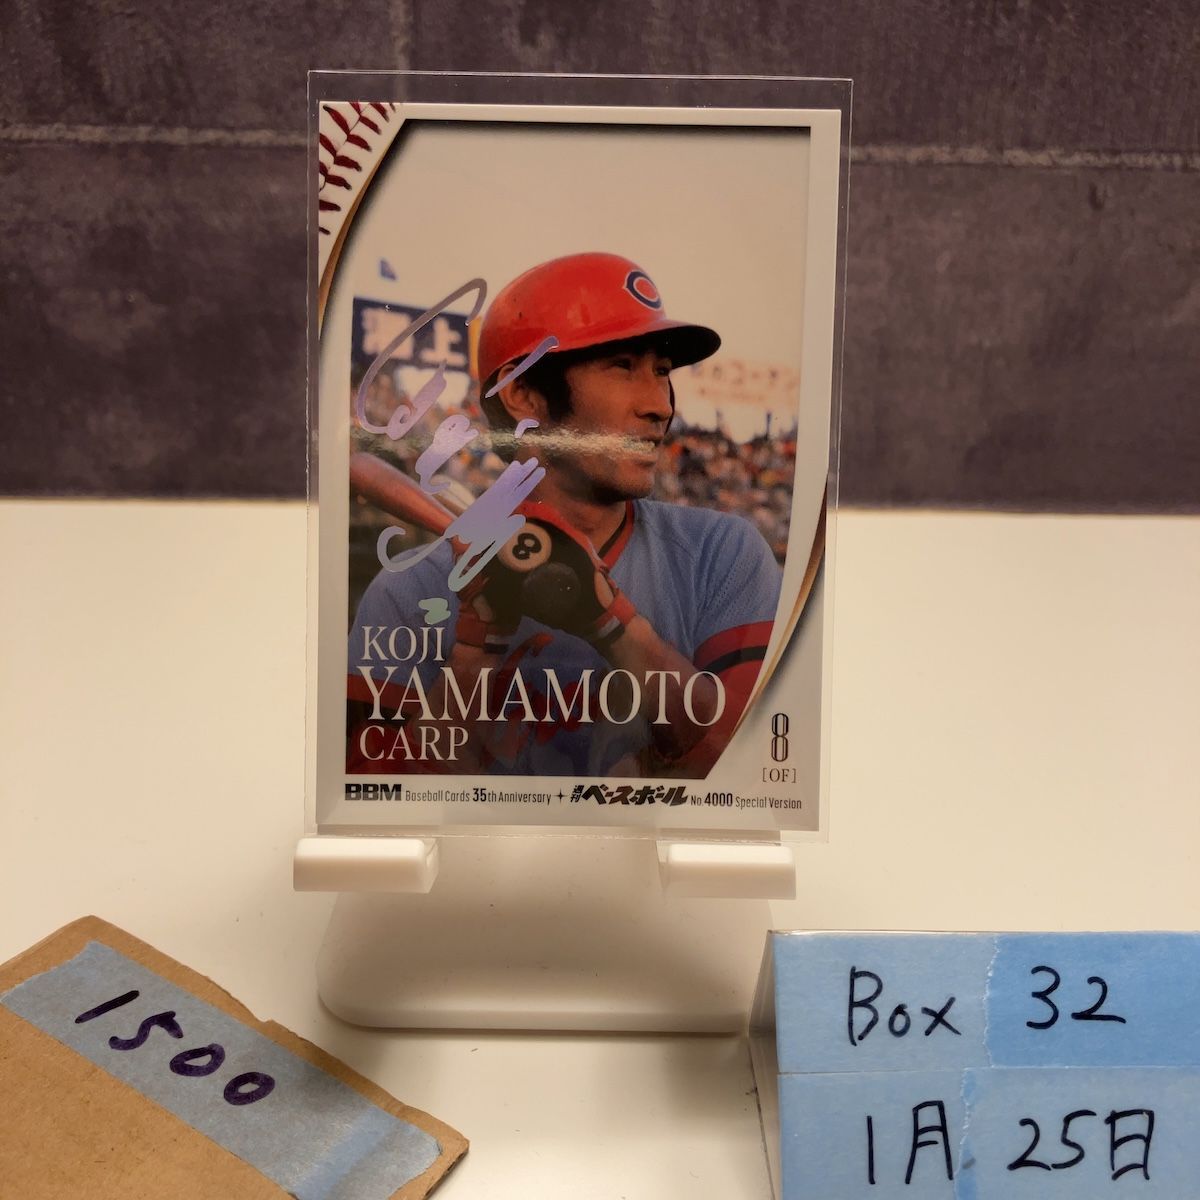 KOJI
YAMAMOTO
CARP
8
[OF]
BBM Baseball Cards 35th Anniversary + 週刊ベースボール No.4000 Special Version
8
1500
Box 32
1月25日